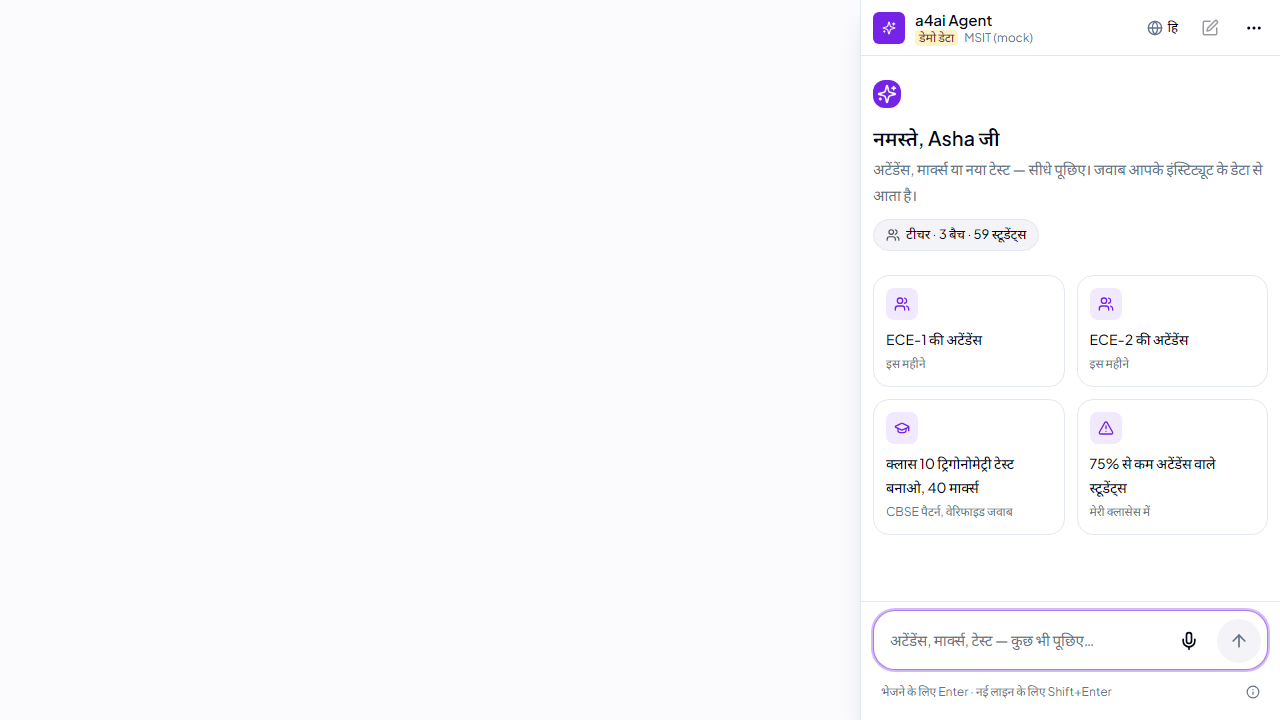 a4ai Agent
डेमो डेटा MSIT (mock)
हि
नमस्ते, Asha जी
अटेंडेंस, मार्क्स या नया टेस्ट — सीधे पूछिए। जवाब आपके इंस्टिट्यूट के डेटा से
आता है।
टीचर · 3 बैच · 59 स्टूडेंट्स
ECE-1 की अटेंडेंस
इस महीने
ECE-2 की अटेंडेंस
इस महीने
क्लास 10 ट्रिगोनोमेट्री टेस्ट
बनाओ, 40 मार्क्स
CBSE पैटर्न, वेरिफाइड जवाब
75% से कम अटेंडेंस वाले
स्टूडेंट्स
मेरी क्लासेस में
अटेंडेंस, मार्क्स, टेस्ट — कुछ भी पूछिए...
भेजने के लिए Enter · नई लाइन के लिए Shift+Enter